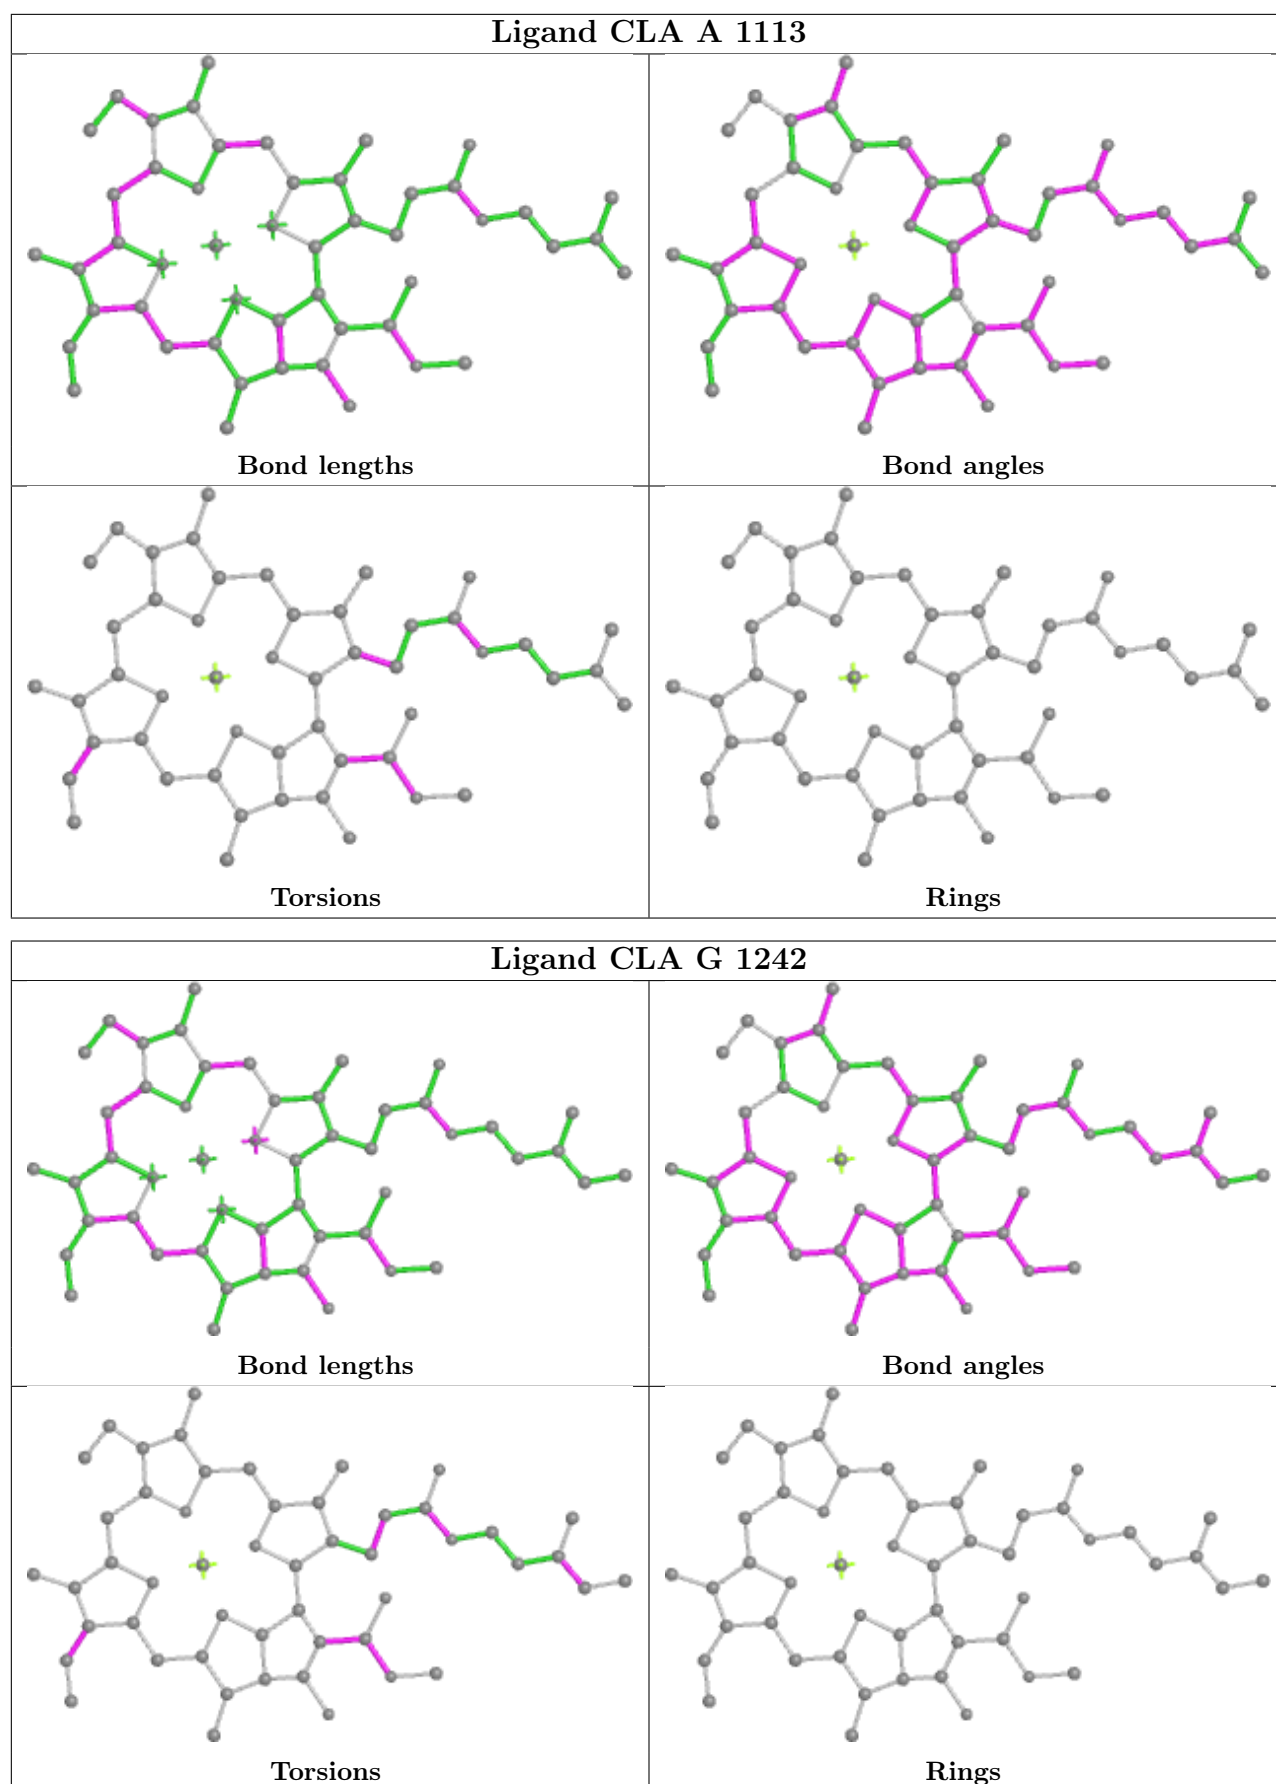 Ligand CLA A 1113
Bond lengths
Bond angles
Torsions
Rings
Ligand CLA G 1242
Bond lengths
Bond angles
Torsions
Rings